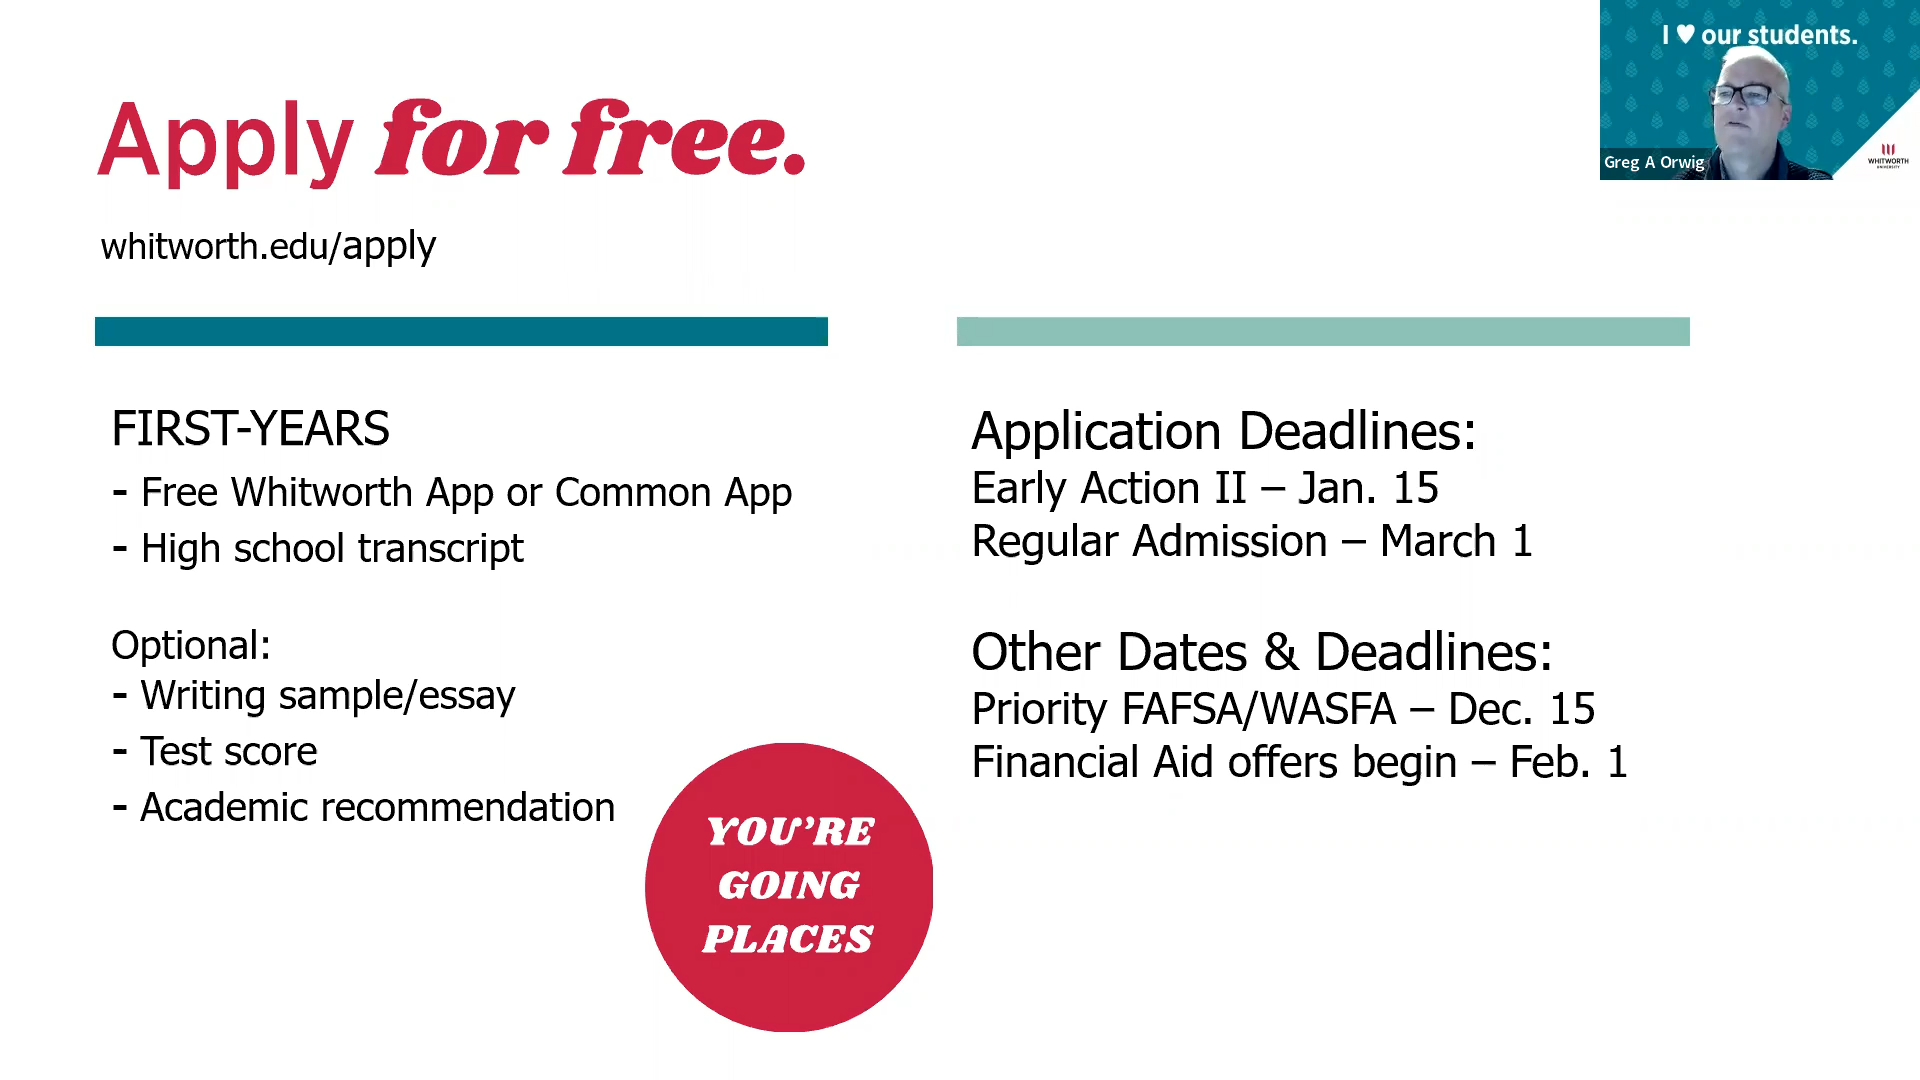 I ♥ our students.
Greg A Orwig
WHITWORTH
UNIVERSITY
Apply for free.
whitworth.edu/apply
FIRST-YEARS
- Free Whitworth App or Common App
- High school transcript
Optional:
- Writing sample/essay
- Test score
- Academic recommendation
YOU'RE
GOING
PLACES
Application Deadlines:
Early Action II – Jan. 15
Regular Admission – March 1
Other Dates & Deadlines:
Priority FAFSA/WASFA – Dec. 15
Financial Aid offers begin – Feb. 1